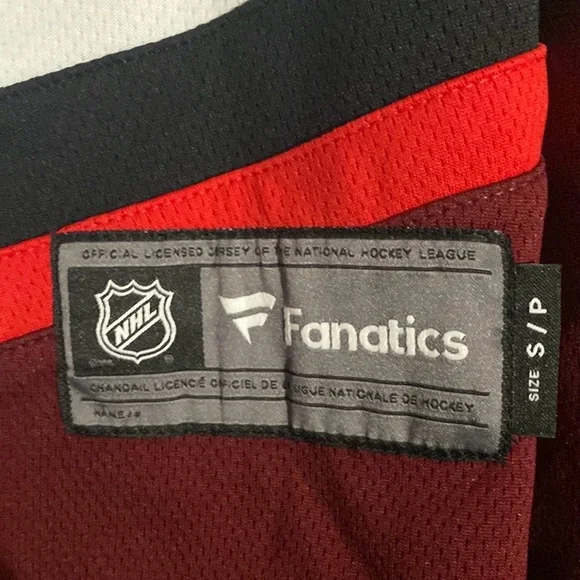 OFFICIAL LICENSED JERSEY OF THE NATIONAL HOCKEY LEAGUE
NHL
Fanatics
SIZE S / P
CHANDAIL LICENCIÉ OFFICIEL DE LA LIGUE NATIONALE DE HOCKEY
NAME / #